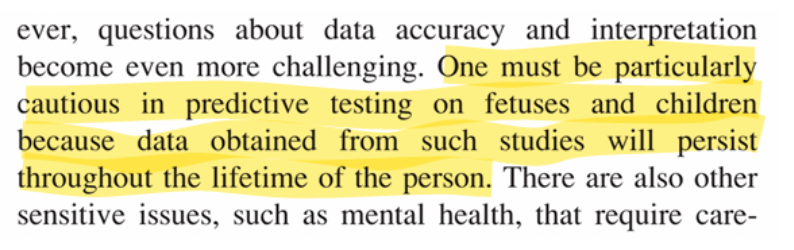 ever, questions about data accuracy and interpretation
become even more challenging. One must be particularly
cautious in predictive testing on fetuses and children
because data obtained from such studies will persist
throughout the lifetime of the person. There are also other
sensitive issues, such as mental health, that require care-